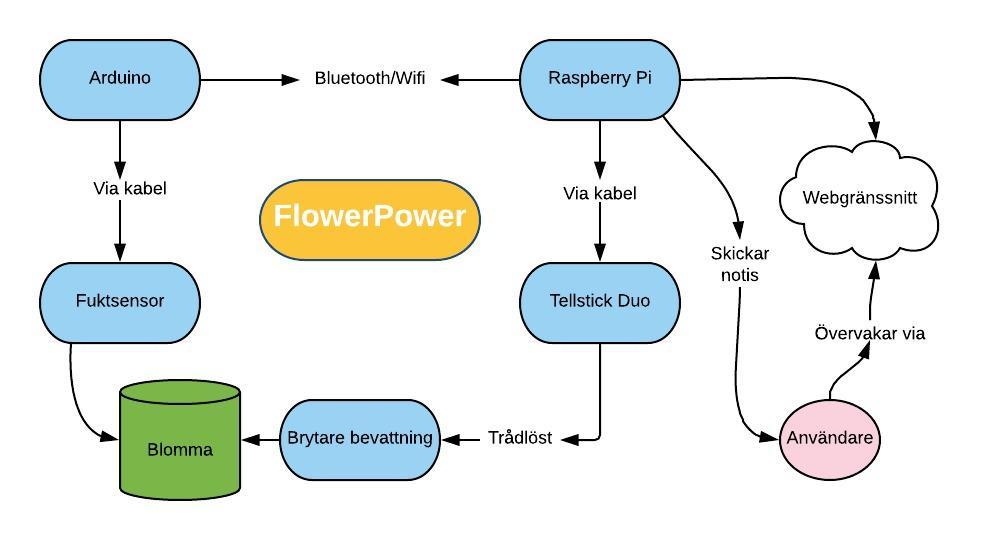 Arduino
Bluetooth/Wifi
Raspberry Pi
Via kabel
Via kabel
Webgränssnitt
FlowerPower
Skickar
notis
Fuktsensor
Tellstick Duo
Övervakar via
Blomma
Brytare bevattning
Trådlöst
Användare